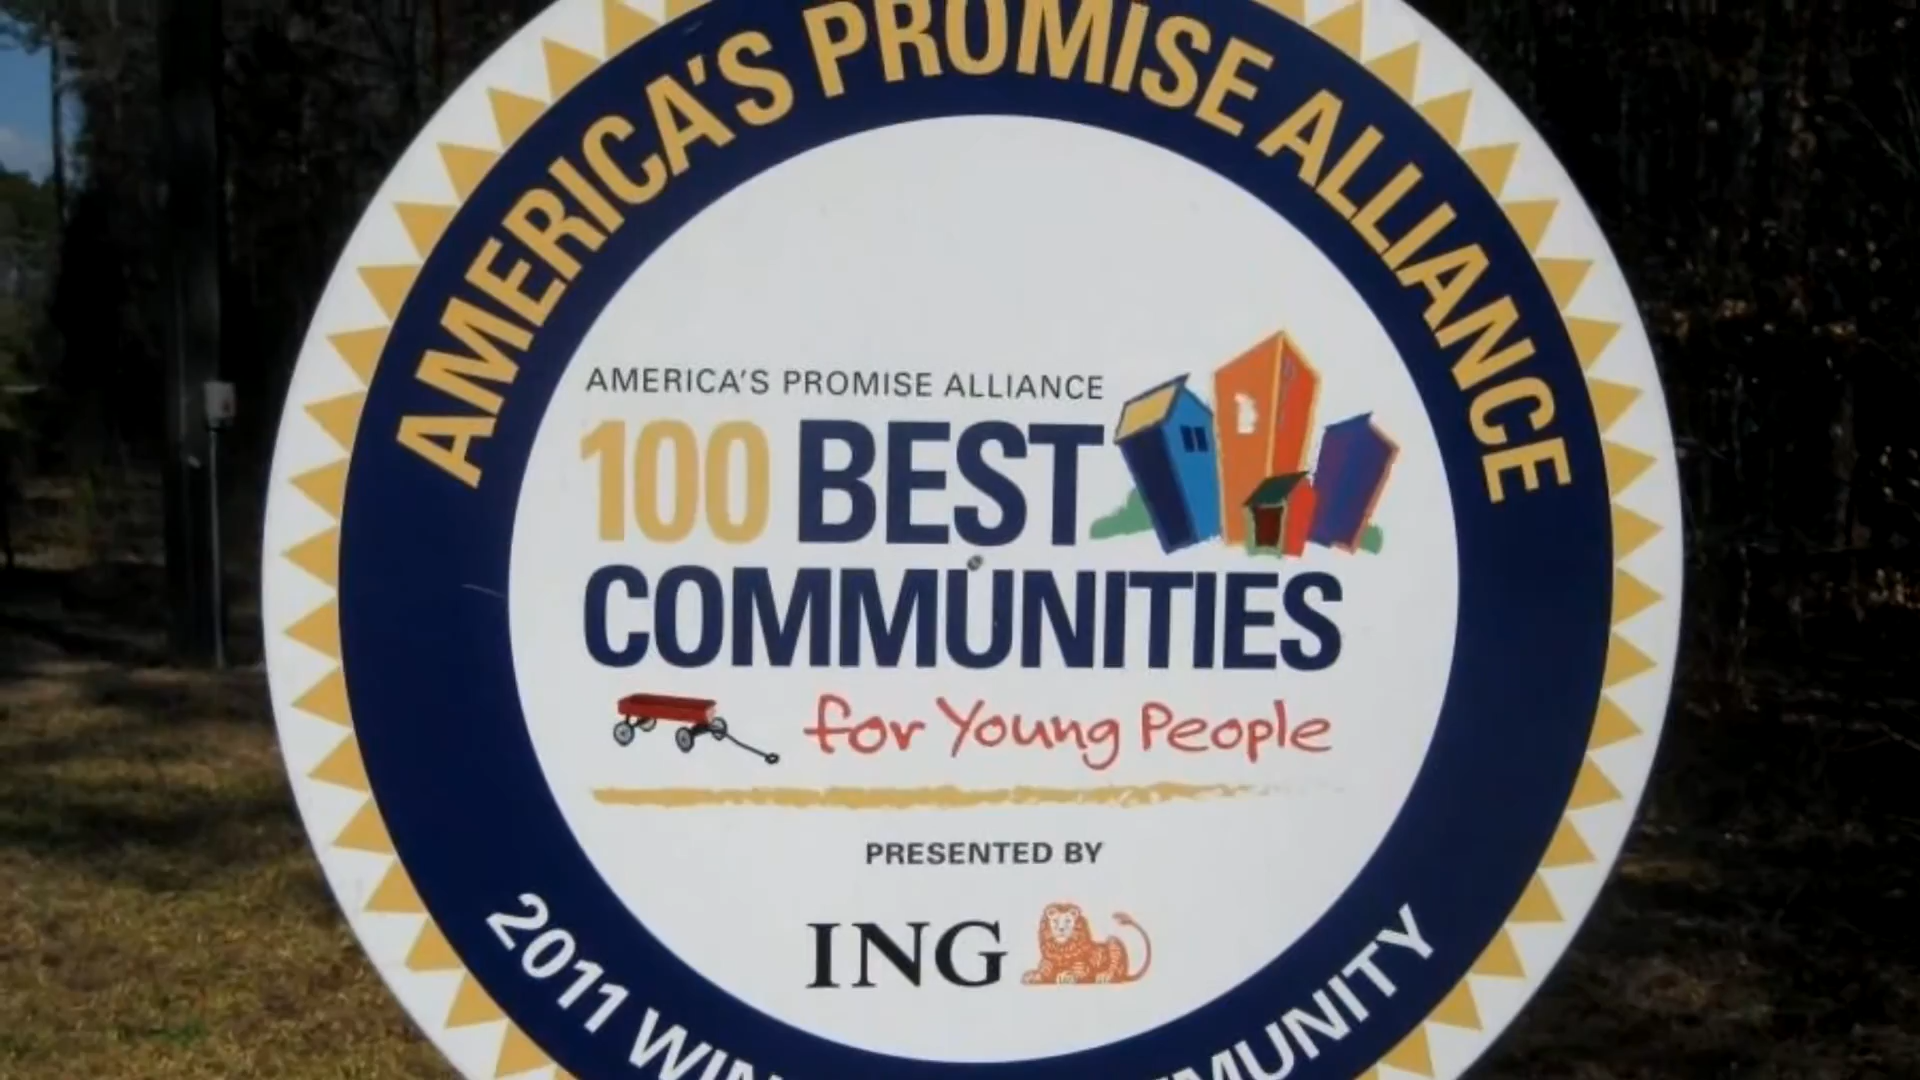 AMERICA'S PROMISE ALLIANCE
AMERICA'S PROMISE ALLIANCE
100 BEST
COMMUNITIES
for Young People
PRESENTED BY
ING
2011